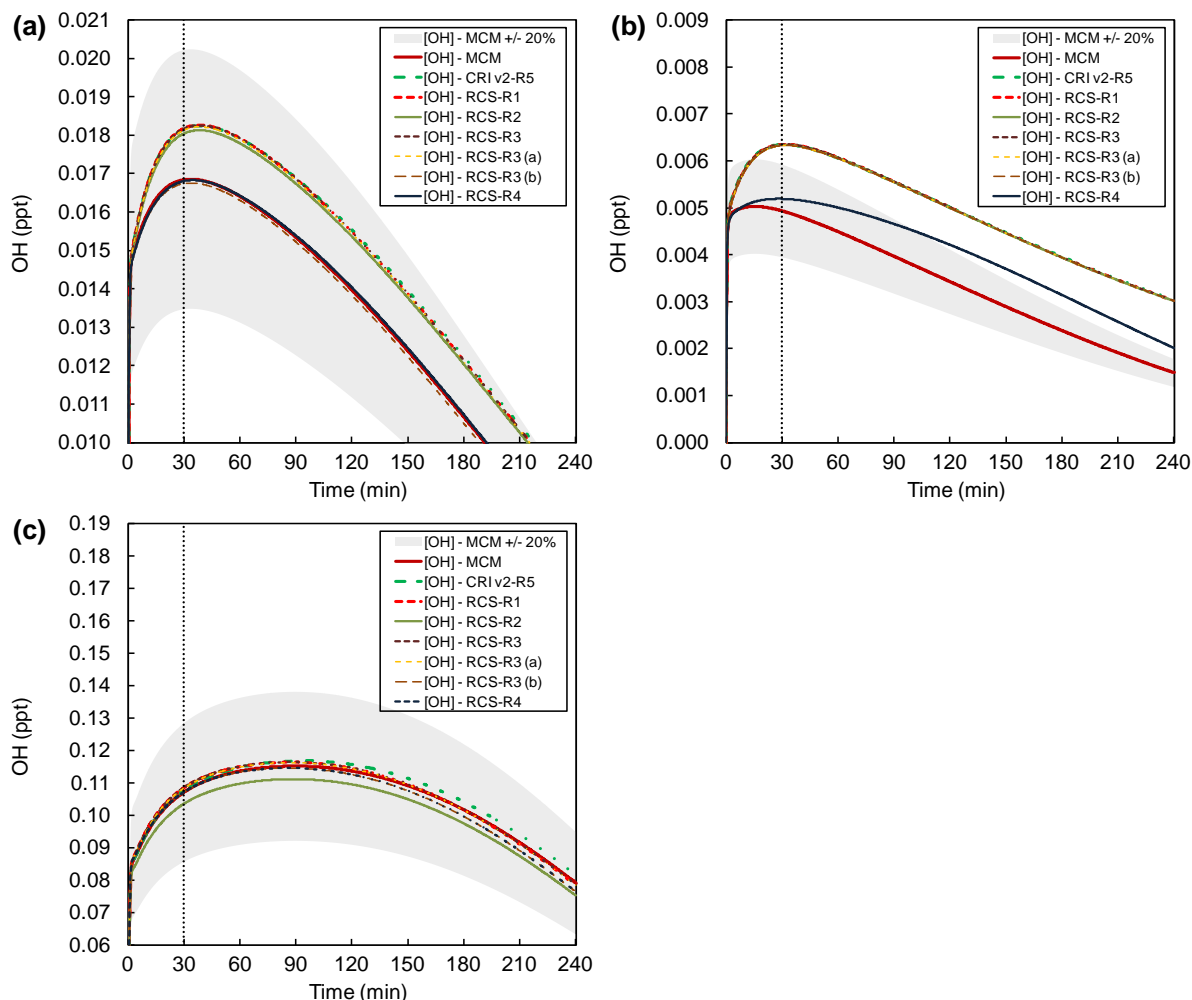 (a)
0.021
0.020
0.019
0.018
0.017
0.016
0.015
0.014
0.013
0.012
0.011
0.010
OH (ppt)
0 30 60 90 120 150 180 210 240
Time (min)
[OH] - MCM +/- 20%
[OH] - MCM
[OH] - CRI v2-R5
[OH] - RCS-R1
[OH] - RCS-R2
[OH] - RCS-R3
[OH] - RCS-R3 (a)
[OH] - RCS-R3 (b)
[OH] - RCS-R4
(b)
0.009
0.008
0.007
0.006
0.005
0.004
0.003
0.002
0.001
0.000
OH (ppt)
0 30 60 90 120 150 180 210 240
Time (min)
[OH] - MCM +/- 20%
[OH] - MCM
[OH] - CRI v2-R5
[OH] - RCS-R1
[OH] - RCS-R2
[OH] - RCS-R3
[OH] - RCS-R3 (a)
[OH] - RCS-R3 (b)
[OH] - RCS-R4
(c)
0.19
0.18
0.17
0.16
0.15
0.14
0.13
0.12
0.11
0.10
0.09
0.08
0.07
0.06
OH (ppt)
0 30 60 90 120 150 180 210 240
Time (min)
[OH] - MCM +/- 20%
[OH] - MCM
[OH] - CRI v2-R5
[OH] - RCS-R1
[OH] - RCS-R2
[OH] - RCS-R3
[OH] - RCS-R3 (a)
[OH] - RCS-R3 (b)
[OH] - RCS-R4